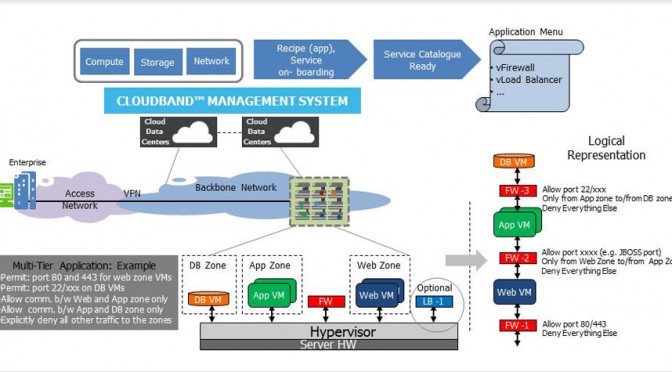 Application Menu
Compute
Storage
Network
Recipe (app),
Service
on- boarding
Service Catalogue
Ready
• vFirewall
• vLoad Balancer
• ...
CLOUDBAND™ MANAGEMENT SYSTEM
Cloud
Data
Centers
Cloud
Data
Centers
Enterprise
Access
Network
VPN
Backbone Network
Multi-Tier Application: Example
-Permit: port 80 and 443 for web zone VMs
-Permit: port 22/xxx on DB VMs
-Allow comm. b/w Web and App zone only
-Allow comm. b/w App and DB zone only
-Explicitly deny all other traffic to the zones
DB Zone
DB VM
App Zone
App VM
FW
Web Zone
Web VM
Optional
LB -1
Hypervisor
Server HW
Logical
Representation
DB VM
FW -3
Allow port 22/xxx
Only from App zone to/from DB zone
Deny Everything Else
App VM
FW -2
Allow port xxxx (e.g. JBOSS port)
Only from Web Zone to/from App Zo
Deny Everything Else
Web VM
FW -1
Allow port 80/443
Deny Everything Else